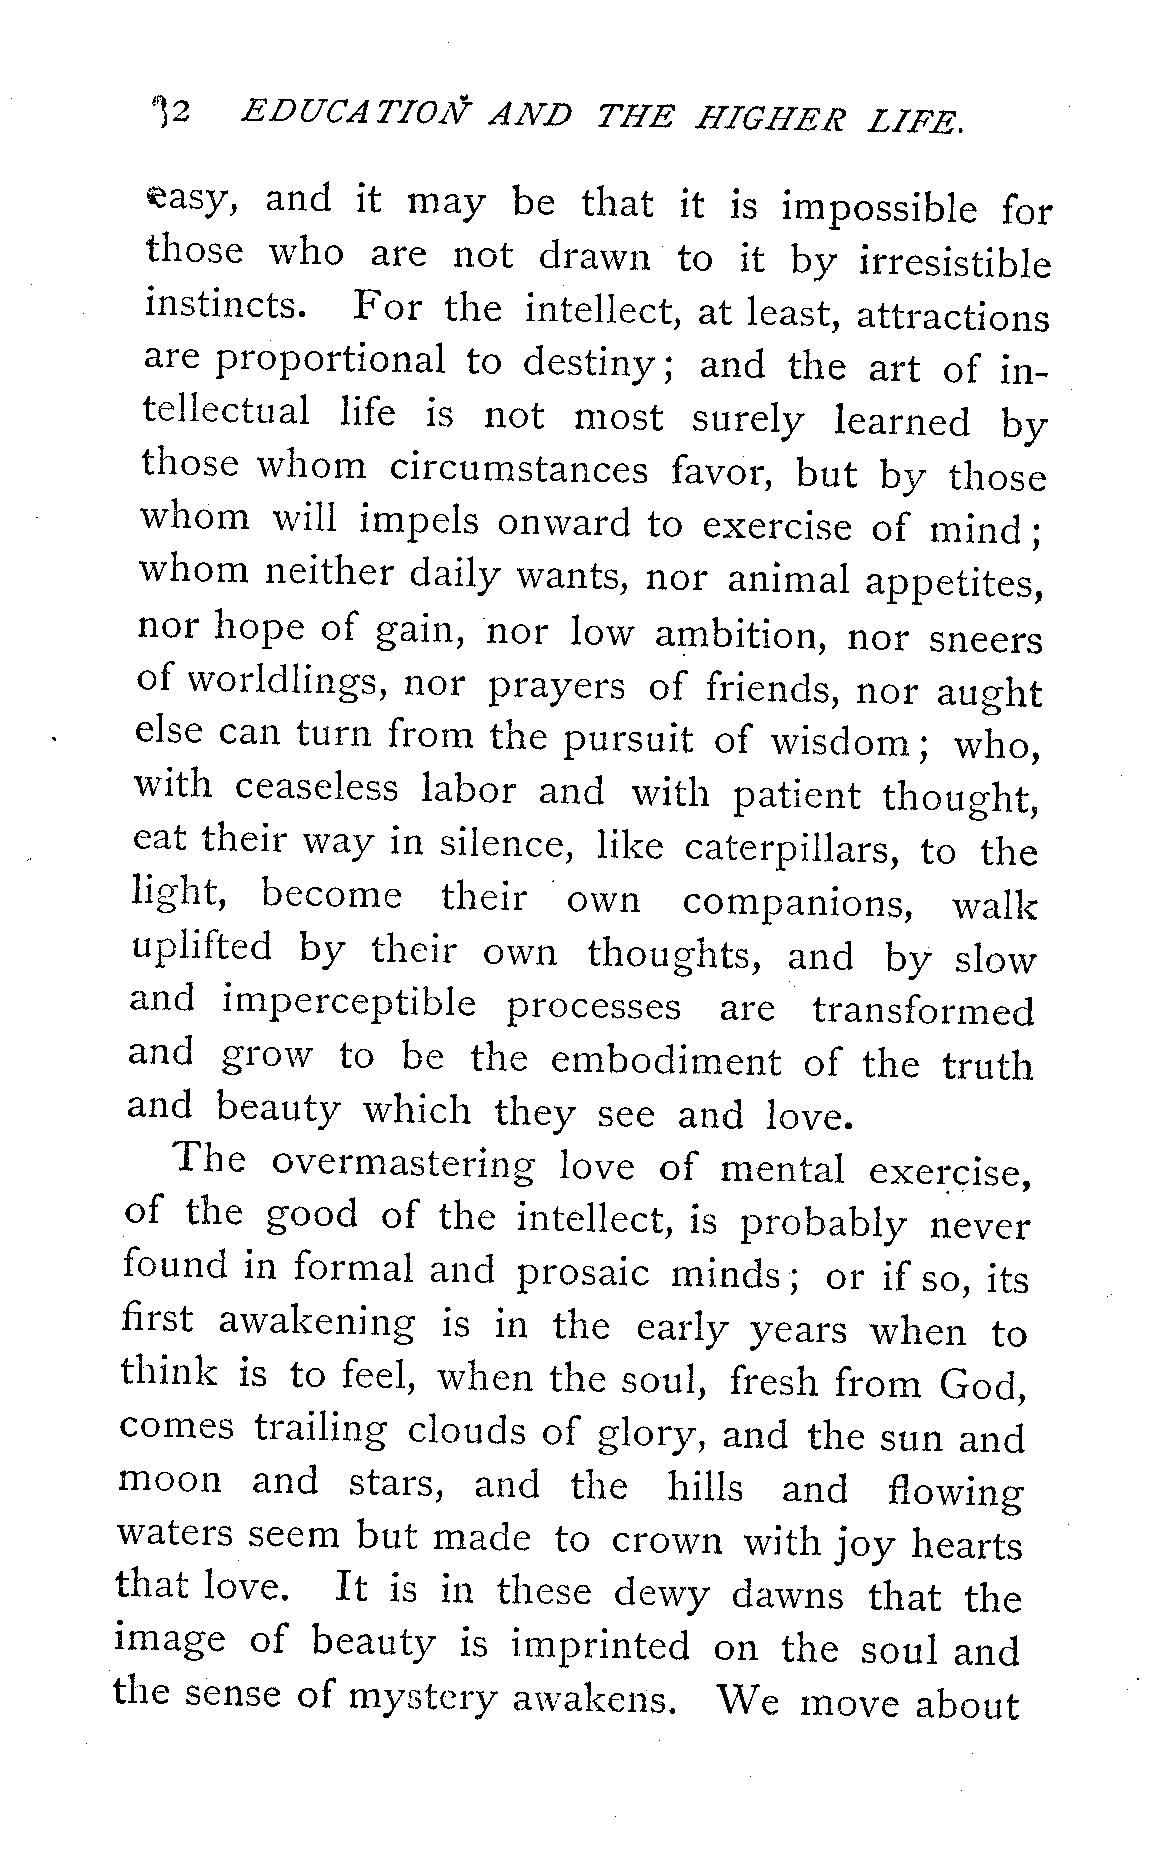 12 EDUCATION AND THE HIGHER LIFE.
easy, and it may be that it is impossible for
those who are not drawn to it by irresistible
instincts. For the intellect, at least, attractions
are proportional to destiny; and the art of in-
tellectual life is not most surely learned by
those whom circumstances favor, but by those
whom will impels onward to exercise of mind;
whom neither daily wants, nor animal appetites,
nor hope of gain, nor low ambition, nor sneers
of worldlings, nor prayers of friends, nor aught
else can turn from the pursuit of wisdom; who,
with ceaseless labor and with patient thought,
eat their way in silence, like caterpillars, to the
light, become their own companions, walk
uplifted by their own thoughts, and by slow
and imperceptible processes are transformed
and grow to be the embodiment of the truth
and beauty which they see and love.
The overmastering love of mental exercise,
of the good of the intellect, is probably never
found in formal and prosaic minds; or if so, its
first awakening is in the early years when to
think is to feel, when the soul, fresh from God,
comes trailing clouds of glory, and the sun and
moon and stars, and the hills and flowing
waters seem but made to crown with joy hearts
that love. It is in these dewy dawns that the
image of beauty is imprinted on the soul and
the sense of mystery awakens. We move about